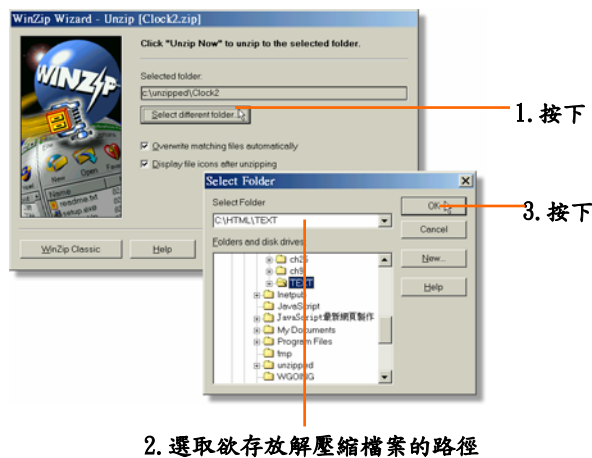 WinZip Wizard - Unzip [Clock2.zip]
Click "Unzip Now" to unzip to the selected folder.
WINZIP
Selected folder:
c:\unzipped\Clock2
Select different folder...
1.按下
Overwrite matching files automatically
Display file icons after unzipping
New
Open
Name
readme.txt
setup.exe
WinZip Classic
Help
Select Folder
Select Folder
C:\HTML\TEXT
OK
3.按下
Cancel
Folders and disk drives
New...
Help
ch25
ch9
TEXT
Inetpub
JavaScript
JavaScript最新網頁製作
My Documents
Program Files
tmp
unzipped
WGOING
2.選取欲存放解壓縮檔案的路徑